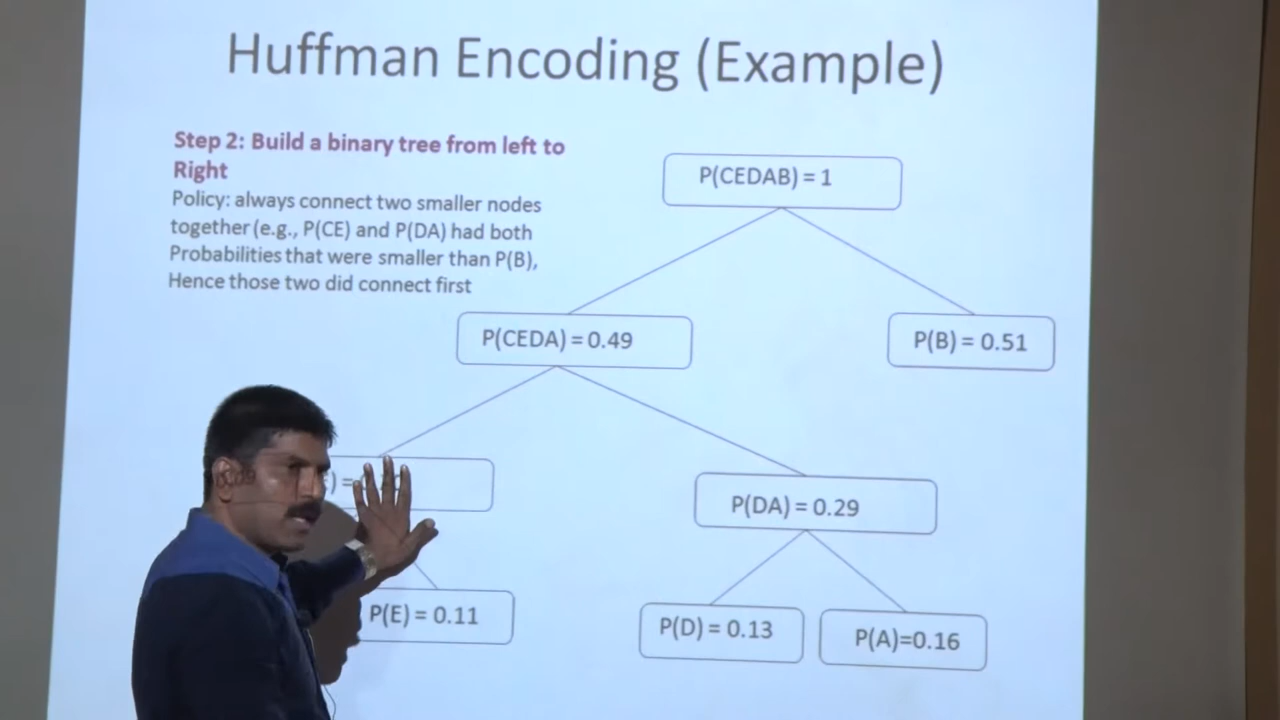 Huffman Encoding (Example)
Step 2: Build a binary tree from left to
Right
Policy: always connect two smaller nodes
together (e.g., P(CE) and P(DA) had both
Probabilities that were smaller than P(B),
Hence those two did connect first
P(CEDAB) = 1
P(CEDA) = 0.49
P(B) = 0.51
) =
P(DA) = 0.29
P(E) = 0.11
P(D) = 0.13
P(A)=0.16